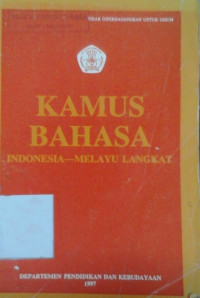 TIDAK DIPERDAGANGKAN UNTUK UMUM
KAMUS
BAHASA
INDONESIA—MELAYU LANGKAT
DEPARTEMEN PENDIDIKAN DAN KEBUDAYAAN
1997